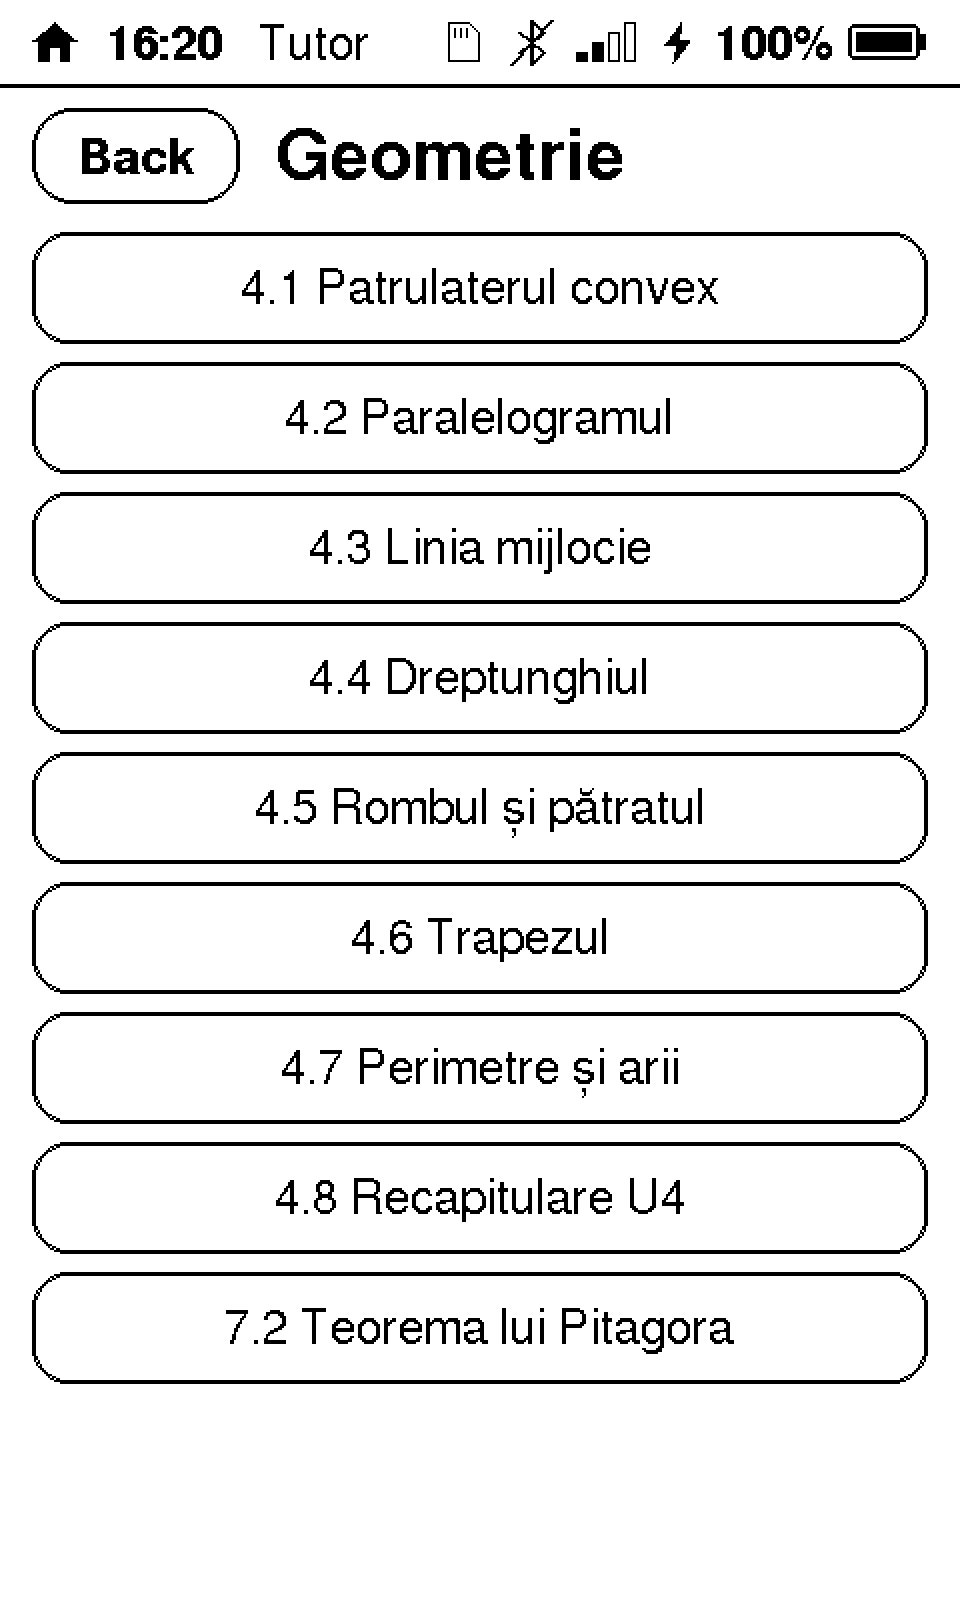 16:20 Tutor 100%
Back Geometrie
4.1 Patrulaterul convex
4.2 Paralelogramul
4.3 Linia mijlocie
4.4 Dreptunghiul
4.5 Rombul și pătratul
4.6 Trapezul
4.7 Perimetre și arii
4.8 Recapitulare U4
7.2 Teorema lui Pitagora